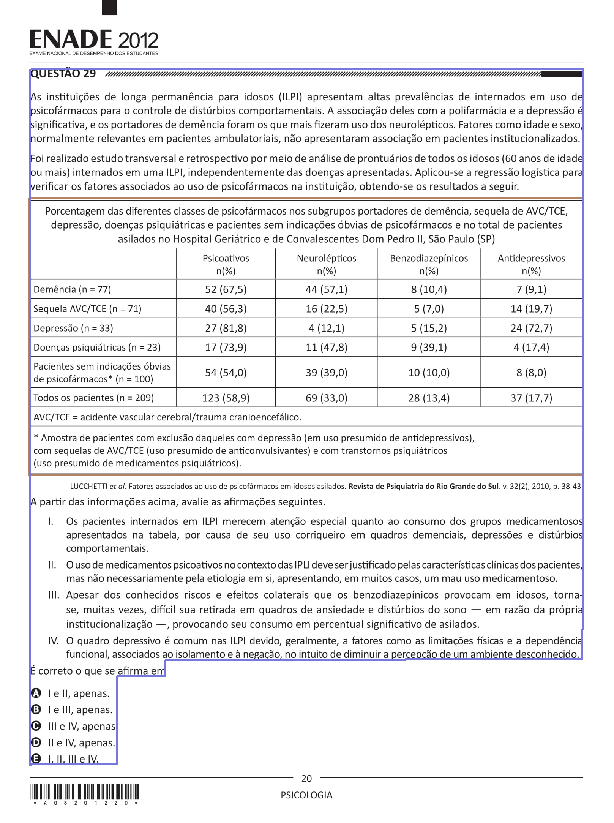 ENADE 2012
EXAME NACIONAL DE DESEMPENHO DOS ESTUDANTES
QUESTÃO 29
As instituições de longa permanência para idosos (ILPI) apresentam altas prevalências de internados em uso de
psicofármacos para o controle de distúrbios comportamentais. A associação deles com a polifarmácia e a depressão é
significativa, e os portadores de demência foram os que mais fizeram uso dos neurolépticos. Fatores como idade e sexo,
normalmente relevantes em pacientes ambulatoriais, não apresentaram associação em pacientes institucionalizados.
Foi realizado estudo transversal e retrospectivo por meio de análise de prontuários de todos os idosos (60 anos de idade
ou mais) internados em uma ILPI, independentemente das doenças apresentadas. Aplicou-se a regressão logística para
verificar os fatores associados ao uso de psicofármacos na instituição, obtendo-se os resultados a seguir.
Porcentagem das diferentes classes de psicofármacos nos subgrupos portadores de demência, sequela de AVC/TCE,
depressão, doenças psiquiátricas e pacientes sem indicações óbvias de psicofármacos e no total de pacientes
asilados no Hospital Geriátrico e de Convalescentes Dom Pedro II, São Paulo (SP)
Psicoativos n(%) Neurolépticos n(%) Benzodiazepínicos n(%) Antidepressivos n(%)
Demência (n = 77) 52 (67,5) 44 (57,1) 8 (10,4) 7 (9,1)
Sequela AVC/TCE (n = 71) 40 (56,3) 16 (22,5) 5 (7,0) 14 (19,7)
Depressão (n = 33) 27 (81,8) 4 (12,1) 5 (15,2) 24 (72,7)
Doenças psiquiátricas (n = 23) 17 (73,9) 11 (47,8) 9 (39,1) 4 (17,4)
Pacientes sem indicações óbvias
de psicofármacos* (n = 100) 54 (54,0) 39 (39,0) 10 (10,0) 8 (8,0)
Todos os pacientes (n = 209) 123 (58,9) 69 (33,0) 28 (13,4) 37 (17,7)
AVC/TCE = acidente vascular cerebral/trauma cranioencefálico.
* Amostra de pacientes com exclusão daqueles com depressão (em uso presumido de antidepressivos),
com sequelas de AVC/TCE (uso presumido de anticonvulsivantes) e com transtornos psiquiátricos
(uso presumido de medicamentos psiquiátricos).
LUCCHETTI et al. Fatores associados ao uso de psicofármacos em idosos asilados. Revista de Psiquiatria do Rio Grande do Sul. v. 32(2), 2010, p. 38-43
A partir das informações acima, avalie as afirmações seguintes.
I. Os pacientes internados em ILPI merecem atenção especial quanto ao consumo dos grupos medicamentosos
apresentados na tabela, por causa de seu uso corriqueiro em quadros demenciais, depressões e distúrbios
comportamentais.
II. O uso de medicamentos psicoativos no contexto das IPLI deve ser justificado pelas características clínicas dos pacientes,
mas não necessariamente pela etiologia em si, apresentando, em muitos casos, um mau uso medicamentoso.
III. Apesar dos conhecidos riscos e efeitos colaterais que os benzodiazepínicos provocam em idosos, torna-
se, muitas vezes, difícil sua retirada em quadros de ansiedade e distúrbios do sono — em razão da própria
institucionalização —, provocando seu consumo em percentual significativo de asilados.
IV. O quadro depressivo é comum nas ILPI devido, geralmente, a fatores como as limitações físicas e a dependência
funcional, associados ao isolamento e à negação, no intuito de diminuir a percepção de um ambiente desconhecido.
É correto o que se afirma em
A I e II, apenas.
B I e III, apenas.
C III e IV, apenas
D II e IV, apenas.
E I, II, III e IV.
20
PSICOLOGIA
*A0820122 0*